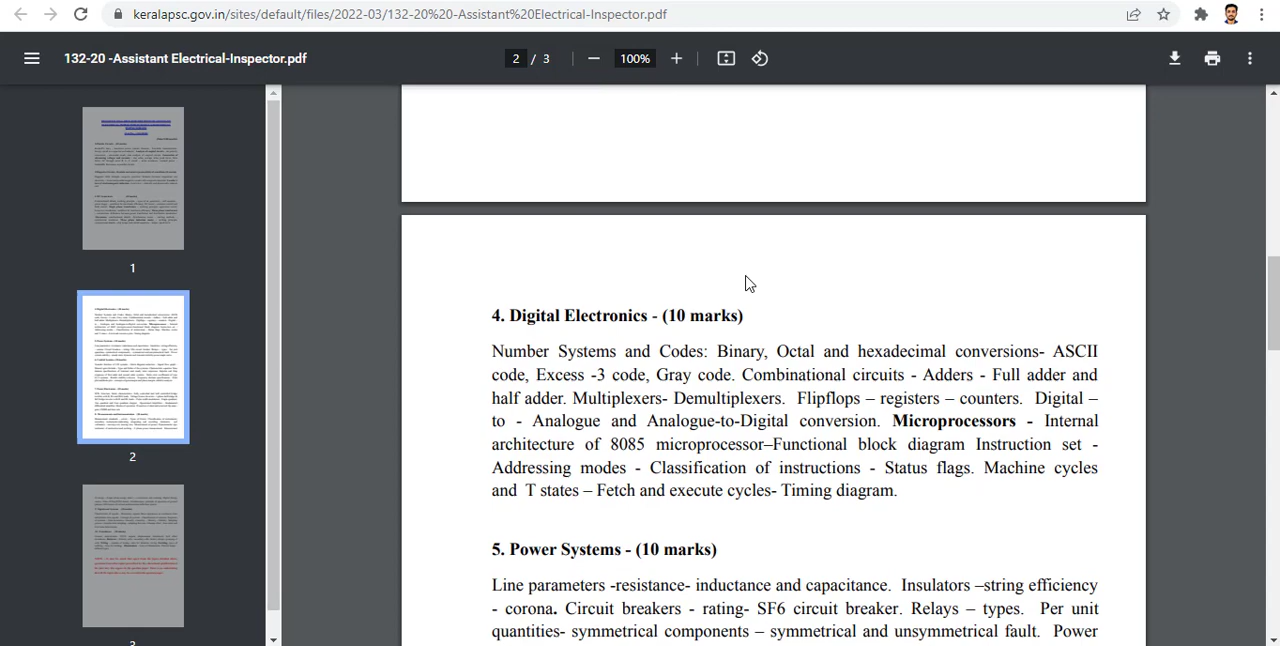 keralapsc.gov.in/sites/default/files/2022-03/132-20%20-Assistant%20Electrical-Inspector.pdf
132-20 -Assistant Electrical-Inspector.pdf
2 / 3
100%
1
2
3
4. Digital Electronics - (10 marks)
Number Systems and Codes: Binary, Octal and hexadecimal conversions- ASCII
code, Excess -3 code, Gray code. Combinational circuits - Adders - Full adder and
half adder. Multiplexers- Demultiplexers. Flipflops – registers – counters. Digital –
to - Analogue and Analogue-to-Digital conversion. Microprocessors - Internal
architecture of 8085 microprocessor–Functional block diagram Instruction set -
Addressing modes - Classification of instructions - Status flags. Machine cycles
and T states – Fetch and execute cycles- Timing diagram.
5. Power Systems - (10 marks)
Line parameters -resistance- inductance and capacitance. Insulators –string efficiency
- corona. Circuit breakers - rating- SF6 circuit breaker. Relays – types. Per unit
quantities- symmetrical components – symmetrical and unsymmetrical fault. Power